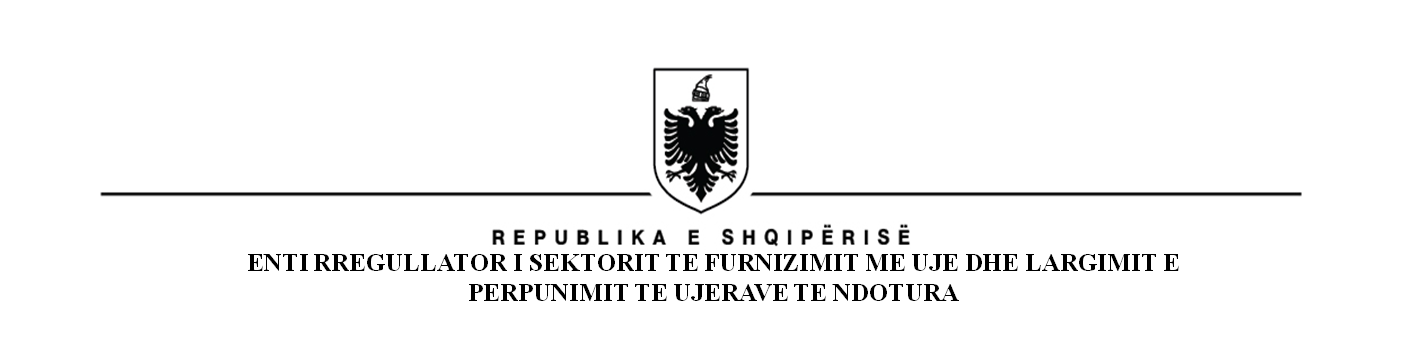 REPUBLIKA E SHQIPËRISË
ENTI RREGULLATOR I SEKTORIT TE FURNIZIMIT ME UJE DHE LARGIMIT E
PERPUNIMIT TE UJERAVE TE NDOTURA